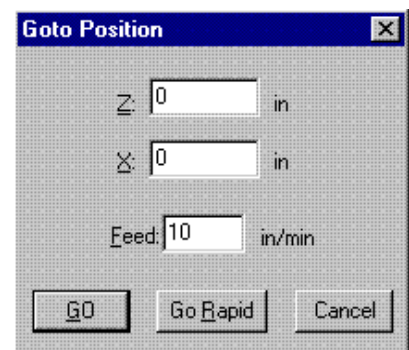 Goto Position
Z: 0 in
X: 0 in
Feed: 10 in/min
GO Go Rapid Cancel